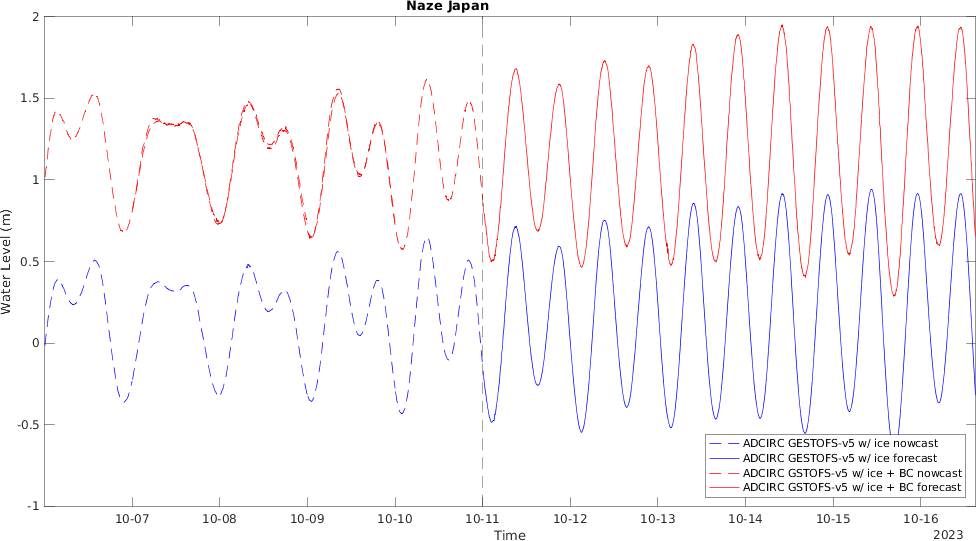 Naze Japan
2
1.5
1
0.5
0
-0.5
-1
Water Level (m)
ADCIRC GESTOFS-v5 w/ ice nowcast
ADCIRC GESTOFS-v5 w/ ice forecast
ADCIRC GSTOFS-v5 w/ ice + BC nowcast
ADCIRC GSTOFS-v5 w/ ice + BC forecast
10-07 10-08 10-09 10-10 10-11 10-12 10-13 10-14 10-15 10-16
Time
2023